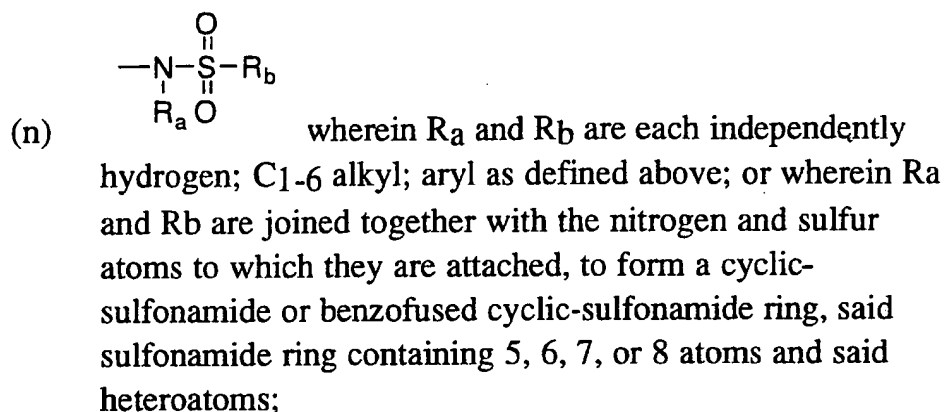 O
—N–S–Rb
Ra O
(n) wherein Ra and Rb are each independently
hydrogen; C1-6 alkyl; aryl as defined above; or wherein Ra
and Rb are joined together with the nitrogen and sulfur
atoms to which they are attached, to form a cyclic-
sulfonamide or benzofused cyclic-sulfonamide ring, said
sulfonamide ring containing 5, 6, 7, or 8 atoms and said
heteroatoms;